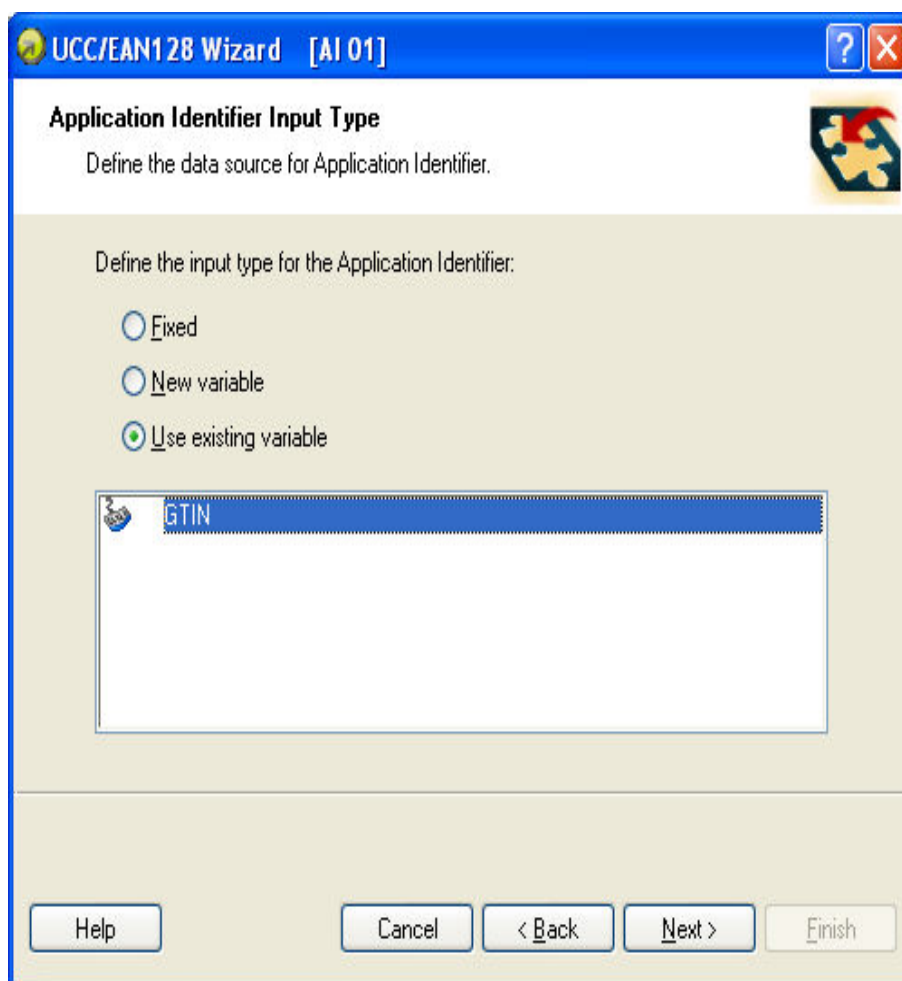 UCC/EAN128 Wizard [AI 01]
Application Identifier Input Type
Define the data source for Application Identifier.
Define the input type for the Application Identifier:
Fixed
New variable
Use existing variable
GTIN
Help Cancel < Back Next > Finish